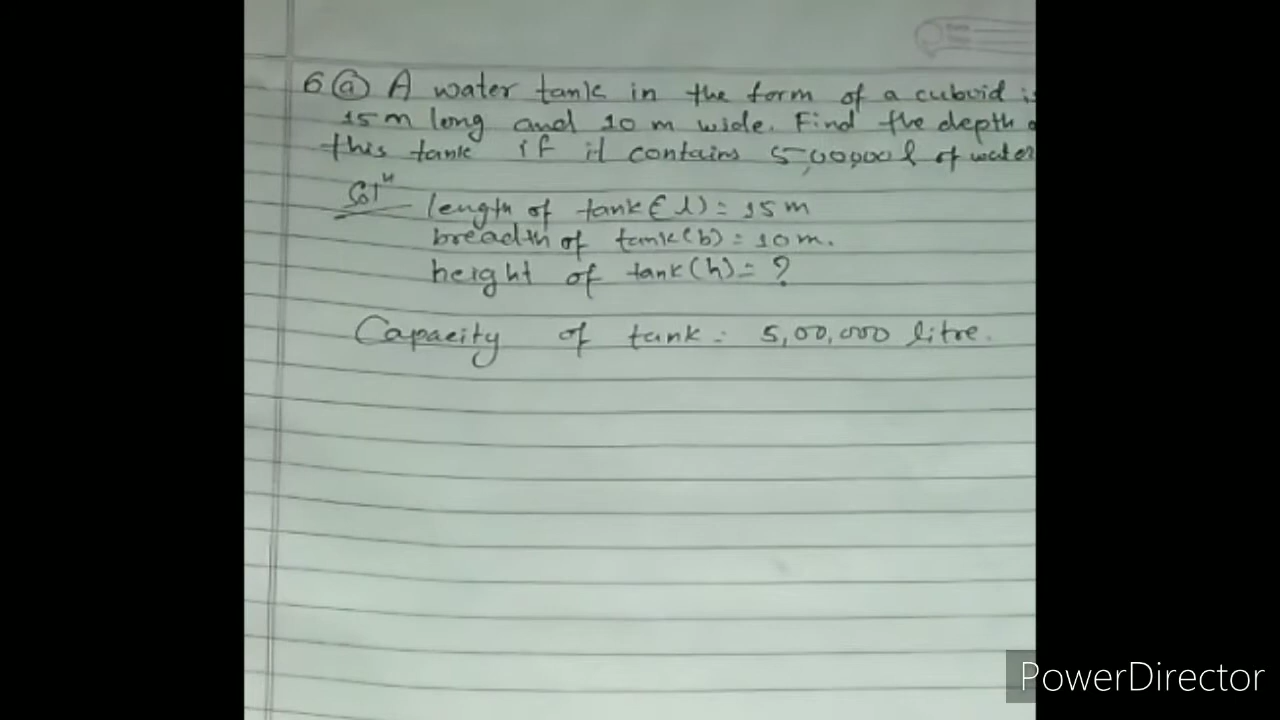 6 (a) A water tank in the form of a cuboid is
15 m long and 10 m wide. Find the depth
this tank if it contains 5,00,000 l of water
Solⁿ length of tank (l) = 15 m
breadth of tank (b) = 10 m.
height of tank (h) = ?
Capacity of tank = 5,00,000 litre.
PowerDirector